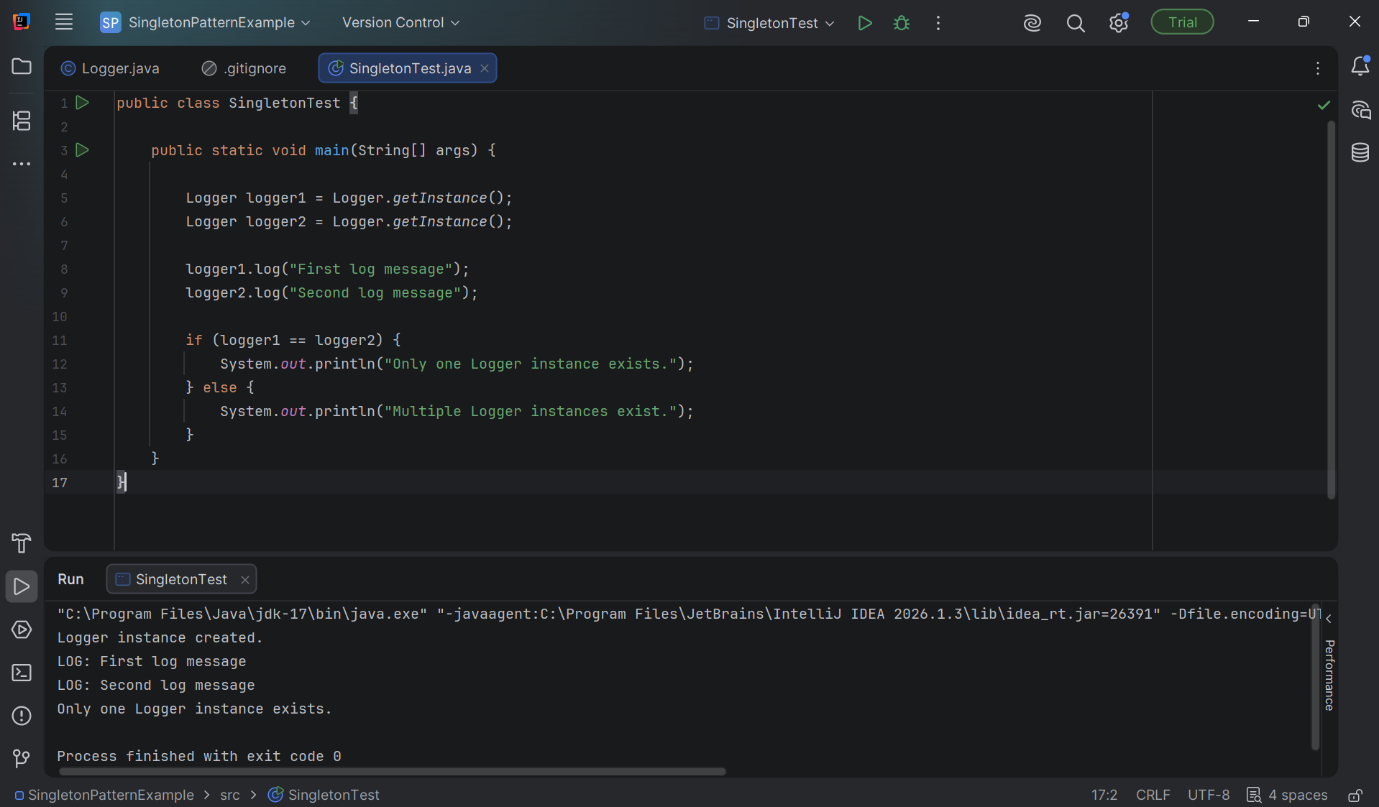 SP SingletonPatternExample Version Control SingletonTest Trial
Logger.java .gitignore SingletonTest.java
1 public class SingletonTest {
2
3     public static void main(String[] args) {
4
5         Logger logger1 = Logger.getInstance();
6         Logger logger2 = Logger.getInstance();
7
8         logger1.log("First log message");
9         logger2.log("Second log message");
10
11         if (logger1 == logger2) {
12             System.out.println("Only one Logger instance exists.");
13         } else {
14             System.out.println("Multiple Logger instances exist.");
15         }
16     }
17 }
Run SingletonTest
"C:\Program Files\Java\jdk-17\bin\java.exe" "-javaagent:C:\Program Files\JetBrains\IntelliJ IDEA 2026.1.3\lib\idea_rt.jar=26391" -Dfile.encoding=UT
Logger instance created.
LOG: First log message
LOG: Second log message
Only one Logger instance exists.
Process finished with exit code 0
Performance
SingletonPatternExample > src > SingletonTest 17:2 CRLF UTF-8 4 spaces